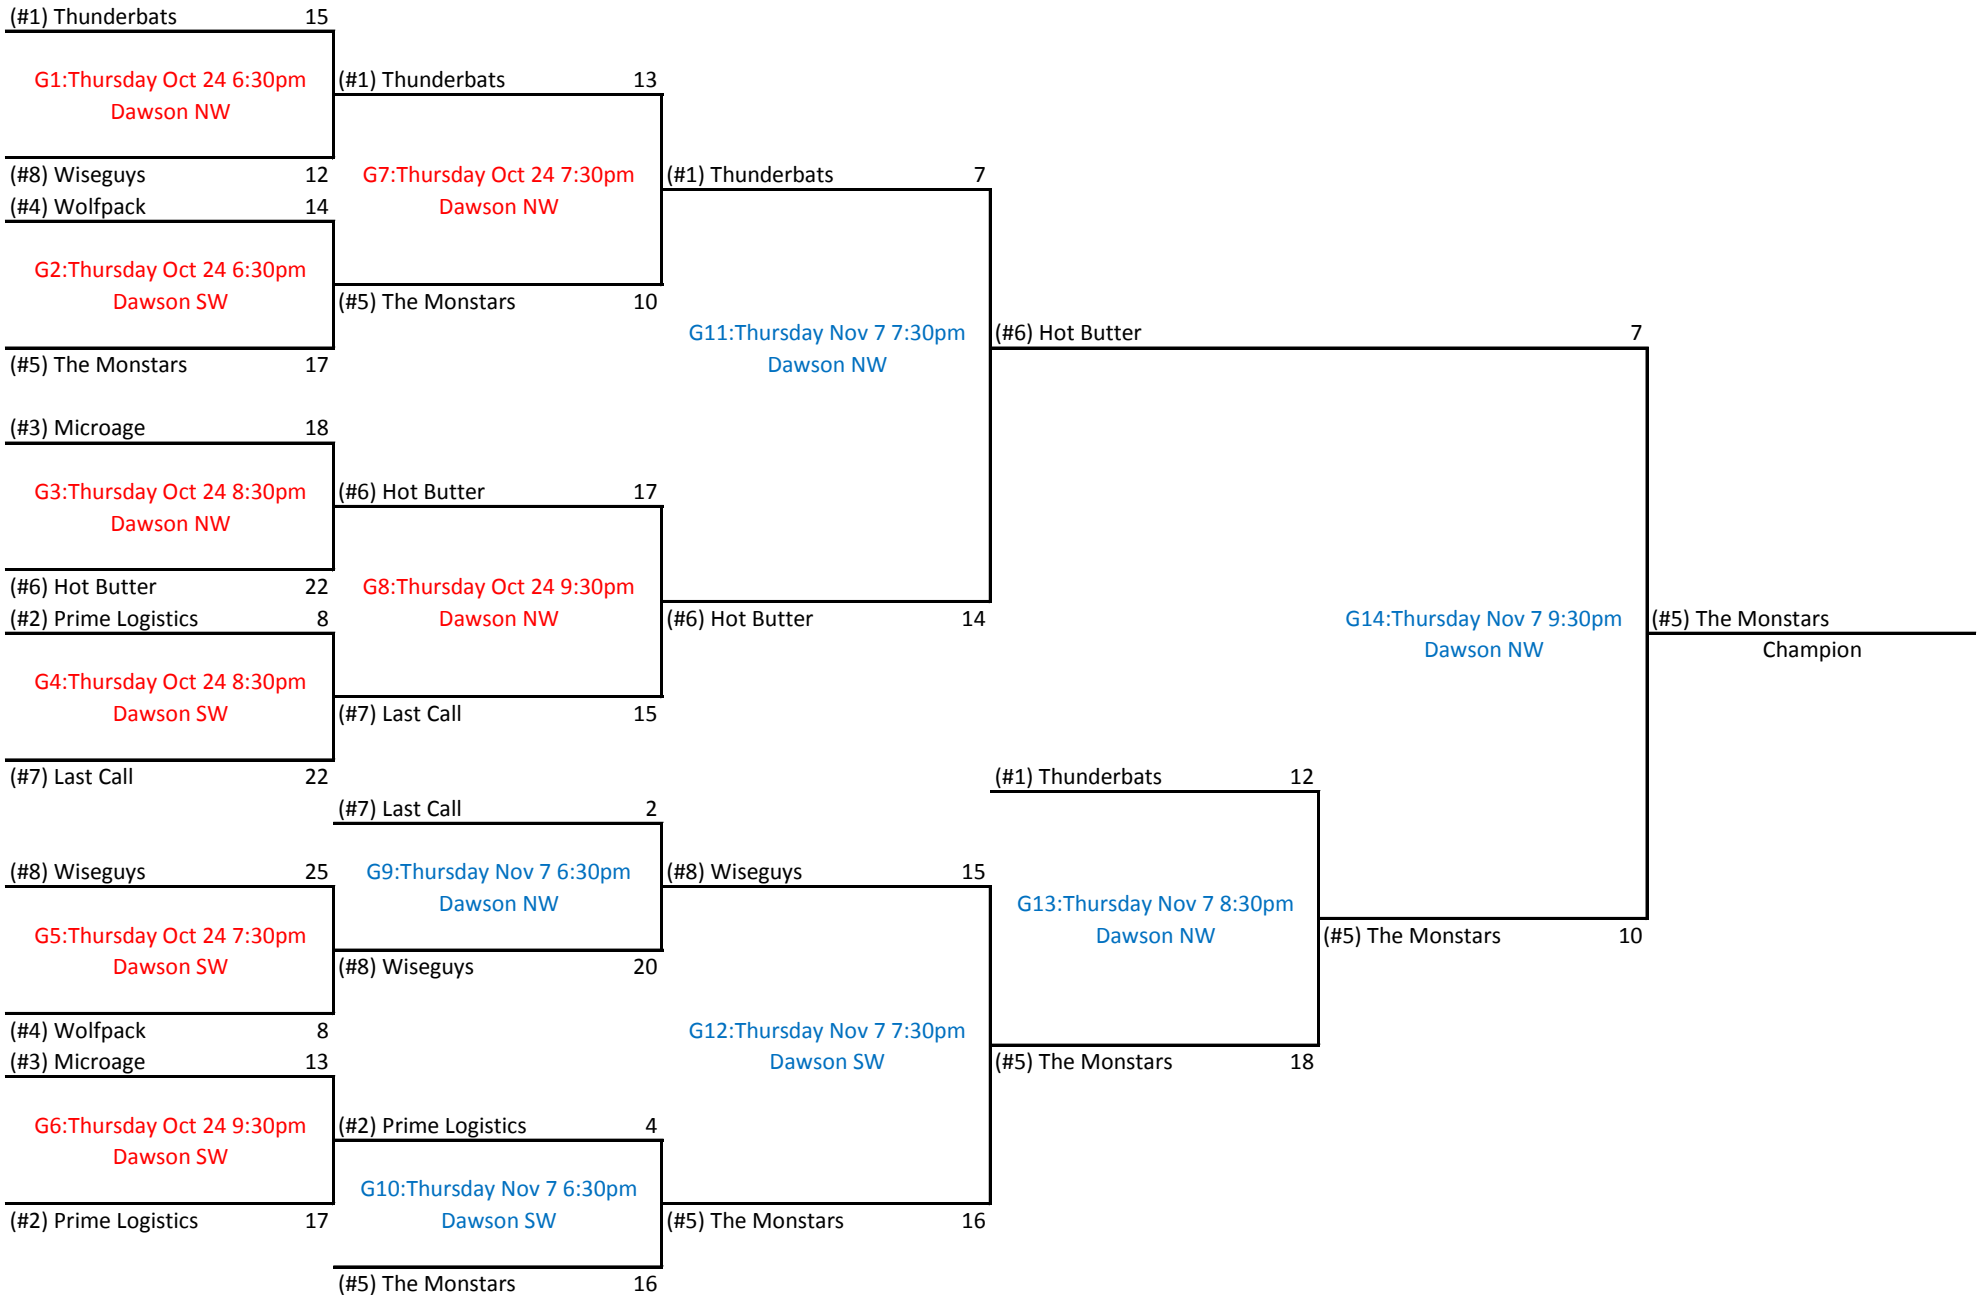 (#1) Thunderbats 15
G1:Thursday Oct 24 6:30pm
Dawson NW
(#8) Wiseguys 12
(#4) Wolfpack 14
G2:Thursday Oct 24 6:30pm
Dawson SW
(#5) The Monstars 17
(#3) Microage 18
G3:Thursday Oct 24 8:30pm
Dawson NW
(#6) Hot Butter 22
(#2) Prime Logistics 8
G4:Thursday Oct 24 8:30pm
Dawson SW
(#7) Last Call 22
(#8) Wiseguys 25
G5:Thursday Oct 24 7:30pm
Dawson SW
(#4) Wolfpack 8
(#3) Microage 13
G6:Thursday Oct 24 9:30pm
Dawson SW
(#2) Prime Logistics 17
(#1) Thunderbats 13
G7:Thursday Oct 24 7:30pm
Dawson NW
(#5) The Monstars 10
(#6) Hot Butter 17
G8:Thursday Oct 24 9:30pm
Dawson NW
(#7) Last Call 15
(#7) Last Call 2
G9:Thursday Nov 7 6:30pm
Dawson NW
(#8) Wiseguys 20
(#2) Prime Logistics 4
G10:Thursday Nov 7 6:30pm
Dawson SW
(#5) The Monstars 16
(#1) Thunderbats 7
G11:Thursday Nov 7 7:30pm
Dawson NW
(#6) Hot Butter 14
(#8) Wiseguys 15
G12:Thursday Nov 7 7:30pm
Dawson SW
(#5) The Monstars 16
(#1) Thunderbats 12
G13:Thursday Nov 7 8:30pm
Dawson NW
(#5) The Monstars 18
(#6) Hot Butter 7
G14:Thursday Nov 7 9:30pm
Dawson NW
(#5) The Monstars 10
(#5) The Monstars
Champion